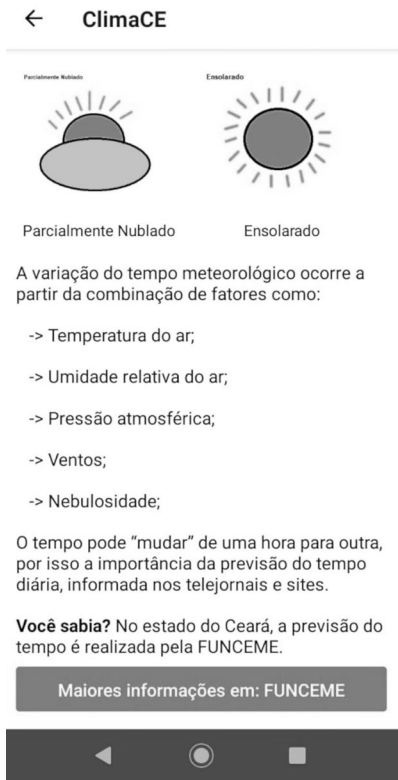 ClimaCE
Parcialmente Nublado
Ensolarado
Parcialmente Nublado
Ensolarado
A variação do tempo meteorológico ocorre a
partir da combinação de fatores como:
-> Temperatura do ar;
-> Umidade relativa do ar;
-> Pressão atmosférica;
-> Ventos;
-> Nebulosidade;
O tempo pode “mudar” de uma hora para outra,
por isso a importância da previsão do tempo
diária, informada nos telejornais e sites.
Você sabia? No estado do Ceará, a previsão do
tempo é realizada pela FUNCEME.
Maiores informações em: FUNCEME